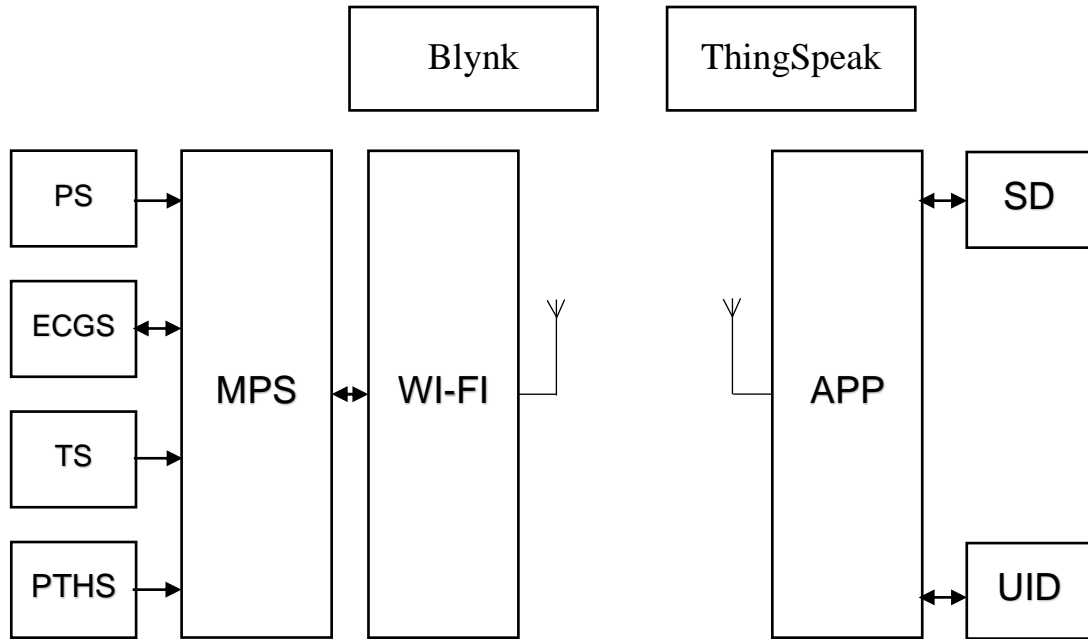 Blynk
ThingSpeak
PS
ECGS
TS
PTHS
MPS
WI-FI
APP
SD
UID